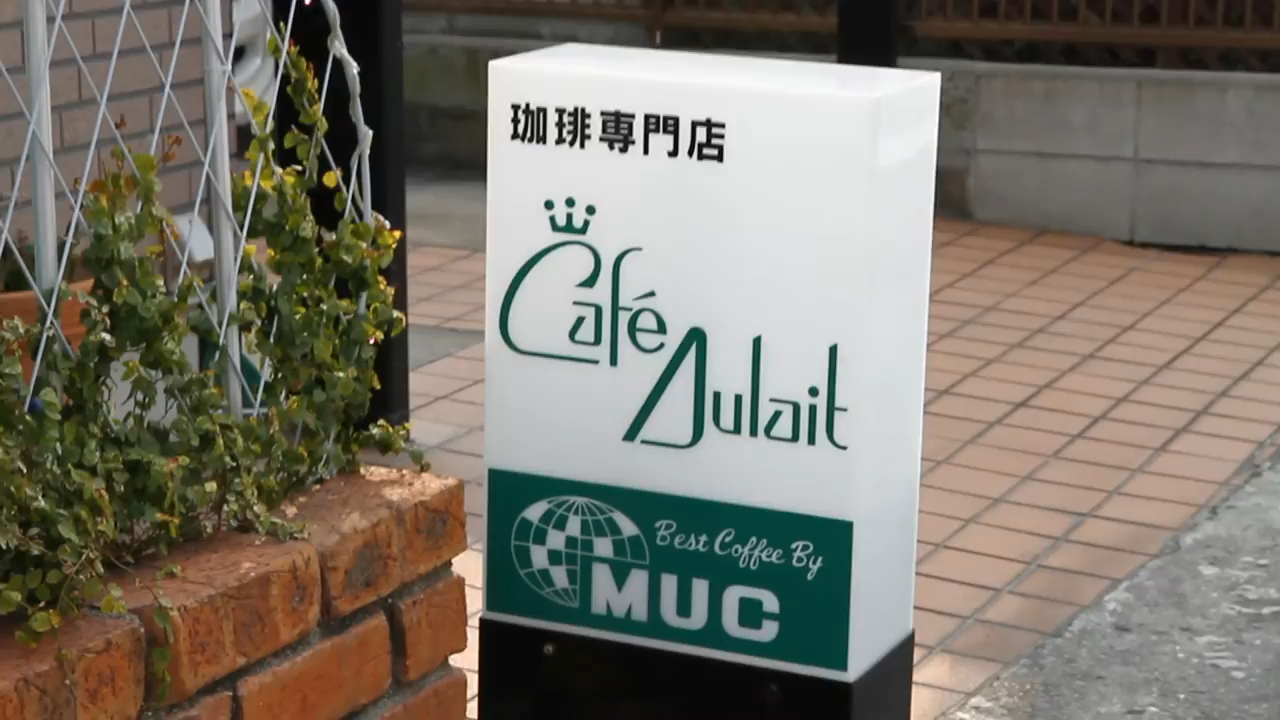 珈琲専門店
Café
Aulait
Best Coffee By
MUC